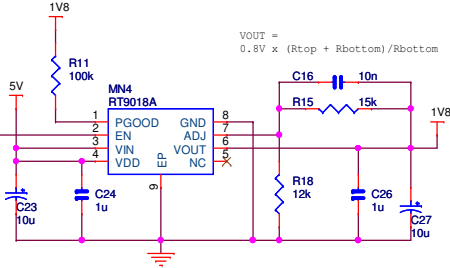 1V8
VOUT =
0.8V x (Rtop + Rbottom)/Rbottom
R11
100k
C16 10n
5V
MN4
RT9018A
R15 15k
1V8
1 PGOOD GND 8
2 EN ADJ 7
3 VIN VOUT 6
4 VDD NC 5
EP
9
R18
12k
C24
1u
C26
1u
C23
10u
C27
10u